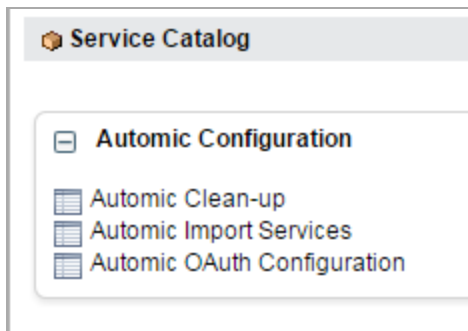 Service Catalog
Automic Configuration
Automic Clean-up
Automic Import Services
Automic OAuth Configuration